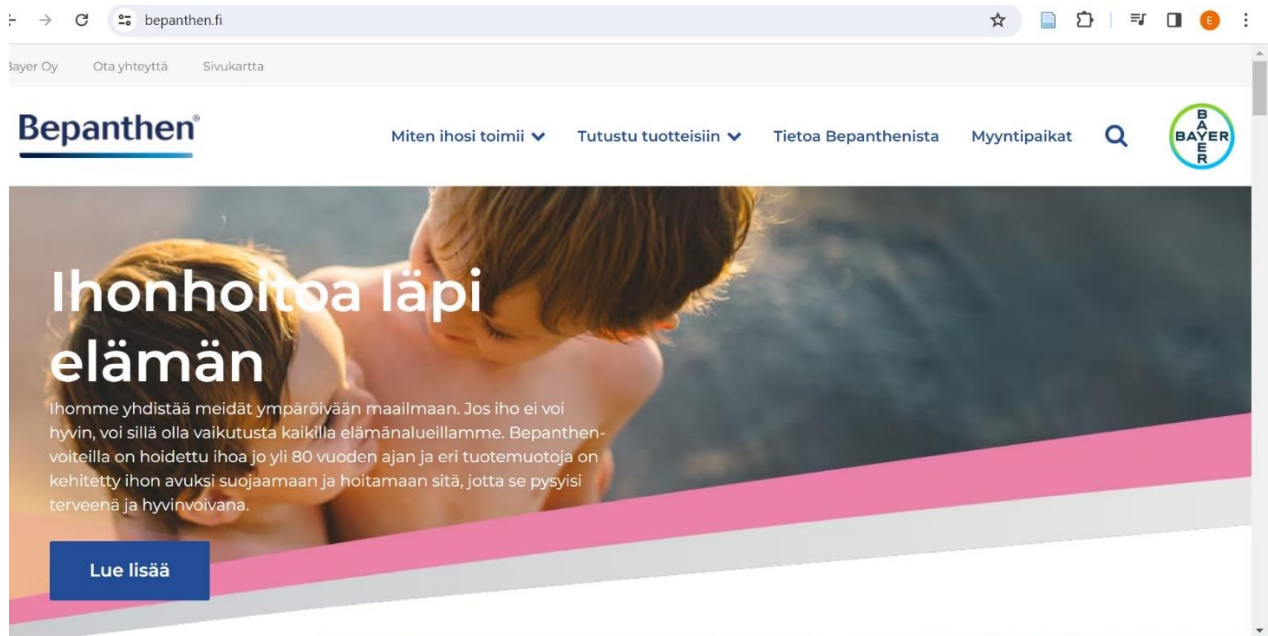 bepanthen.fi
E
Bayer Oy Ota yhteyttä Sivukartta
Bepanthen®
Miten ihosi toimii Tutustu tuotteisiin Tietoa Bepanthenista Myyntipaikat
BAYER
BAYER
Ihonhoitoa läpi
elämän
Ihomme yhdistää meidät ympäröivään maailmaan. Jos iho ei voi
hyvin, voi sillä olla vaikutusta kaikilla elämänalueillamme. Bepanthen-
voiteilla on hoidettu ihoa jo yli 80 vuoden ajan ja eri tuotemuotoja on
kehitetty ihon avuksi suojaamaan ja hoitamaan sitä, jotta se pysyisi
terveenä ja hyvinvoivana.
Lue lisää